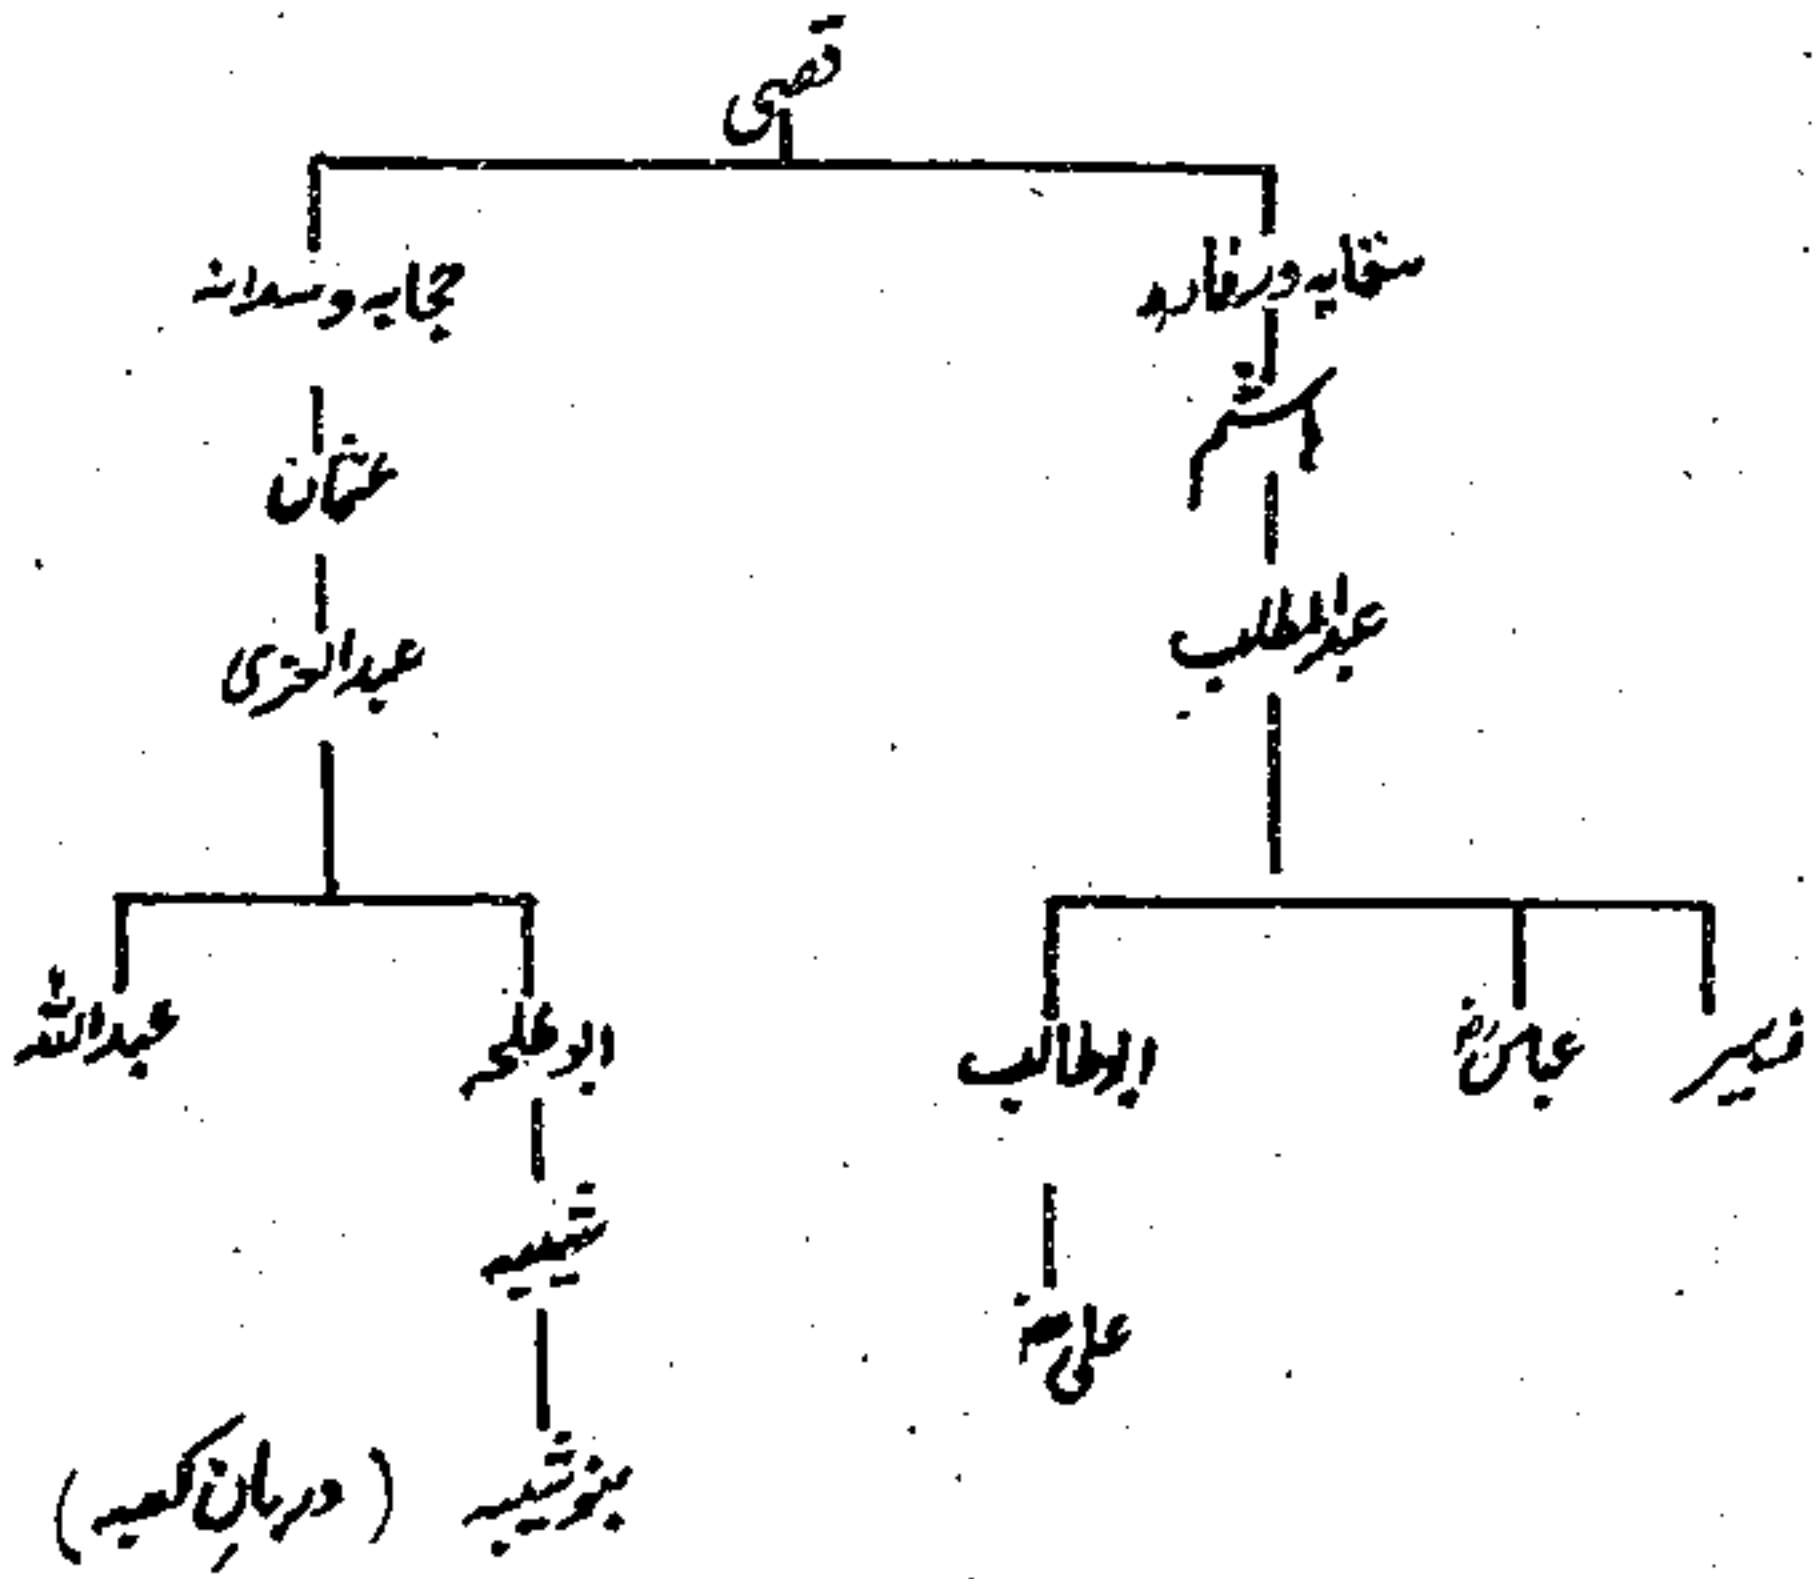 قصی
سقایہ و رفادہ
حجابہ و سدانہ
ہاشم
عثمان
عبدالمطلب
عبدالعزی
زبیر
عباسؓ
ابوطالب
ابوطلحہ
عبداللہ
شیبہ
علیؓ
بنو شیبہ (دربانِ کعبہ)